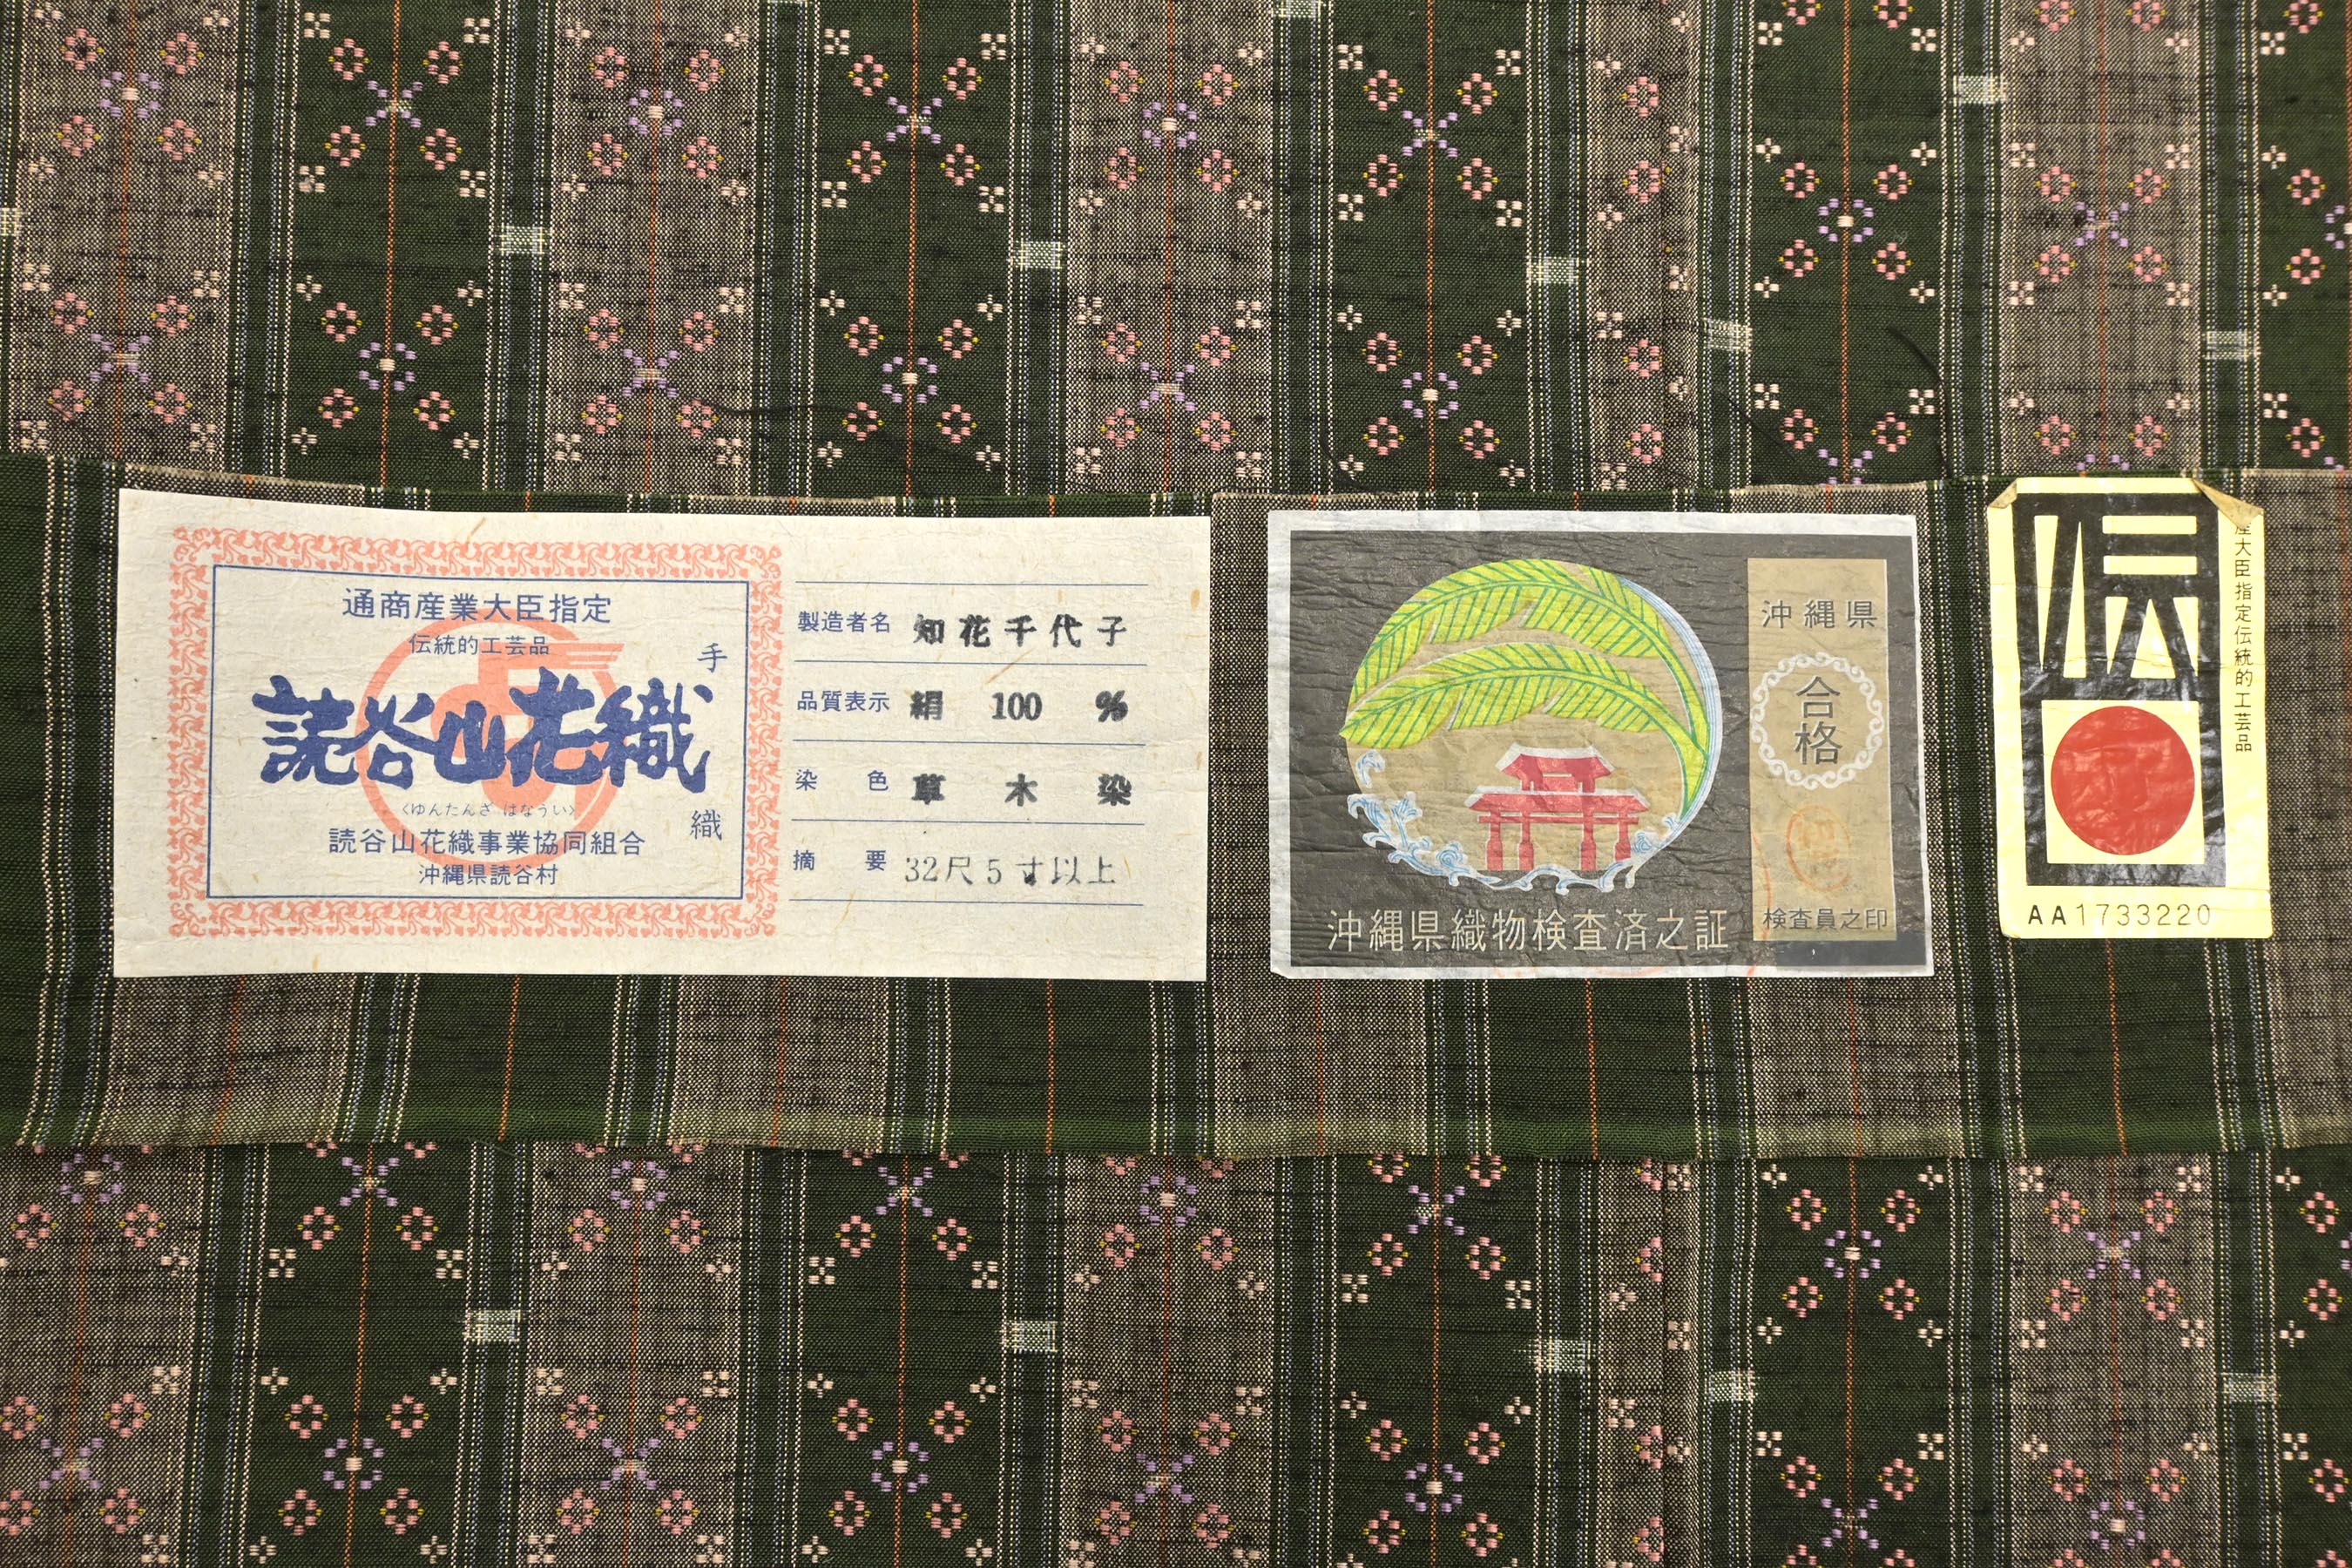 通商産業大臣指定
伝統的工芸品
読谷山花織
〈ゆんたんざ はなうい〉
読谷山花織事業協同組合
沖縄県読谷村
手織
製造者名 知花千代子
品質表示 絹 100 %
染色 草木染
摘要 32尺5寸以上
沖縄県
合格
検査員之印
沖縄県織物検査済之証
伝
産大臣指定伝統的工芸品
AA1733220